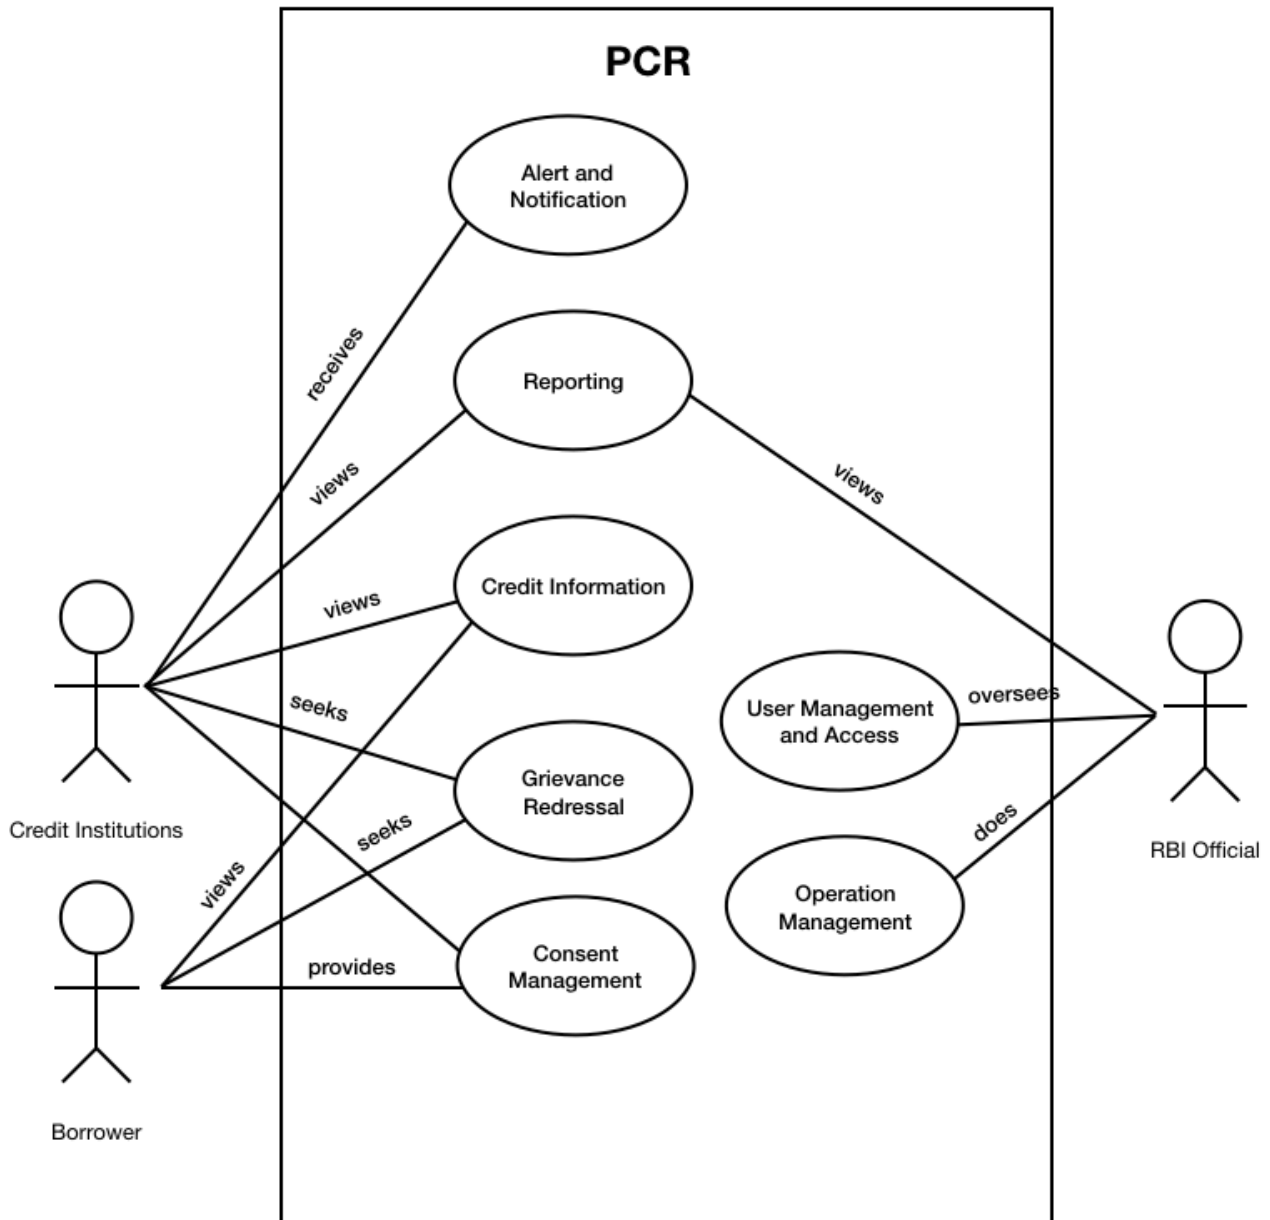 PCR
Alert and
Notification
receives
Reporting
views
views
Credit Information
views
seeks
User Management
and Access
oversees
Grievance
Redressal
seeks
does
Credit Institutions
RBI Official
views
Operation
Management
Consent
Management
provides
Borrower